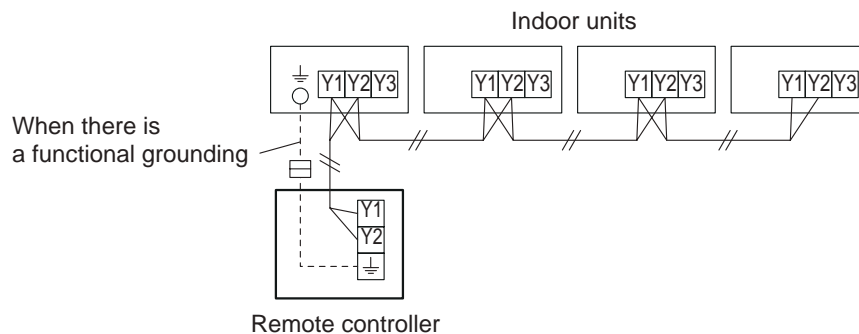 Indoor units
Y1 Y2 Y3 Y1 Y2 Y3 Y1 Y2 Y3 Y1 Y2 Y3
When there is
a functional grounding
Y1
Y2
Remote controller